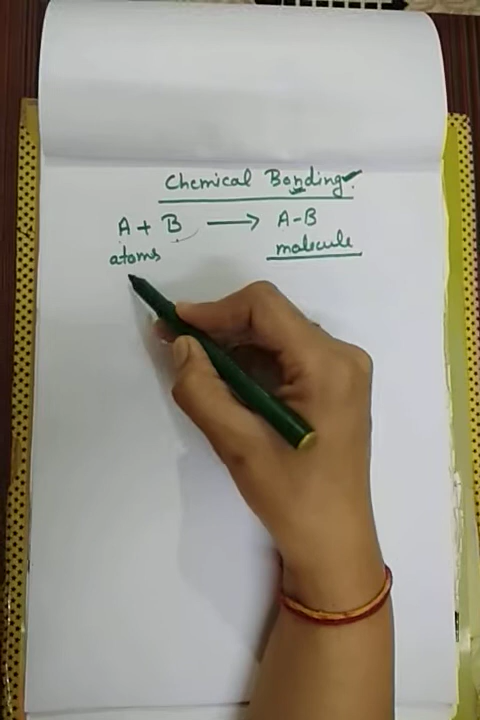 Chemical Bonding
A + B ⟶ A-B
atoms molecule